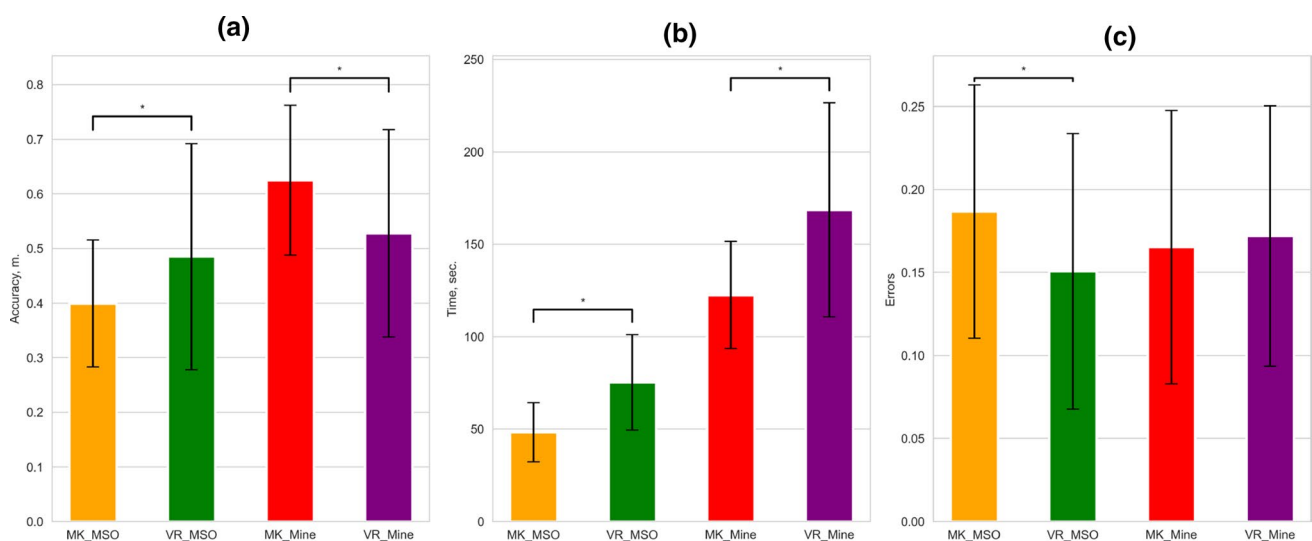 (a)
(b)
(c)
Accuracy, m.
0.8
0.7
0.6
0.5
0.4
0.3
0.2
0.1
0.0
*
*
MK_MSO VR_MSO MK_Mine VR_Mine
Time, sec.
250
200
150
100
50
0
*
*
MK_MSO VR_MSO MK_Mine VR_Mine
Errors
0.25
0.20
0.15
0.10
0.05
0.00
*
MK_MSO VR_MSO MK_Mine VR_Mine